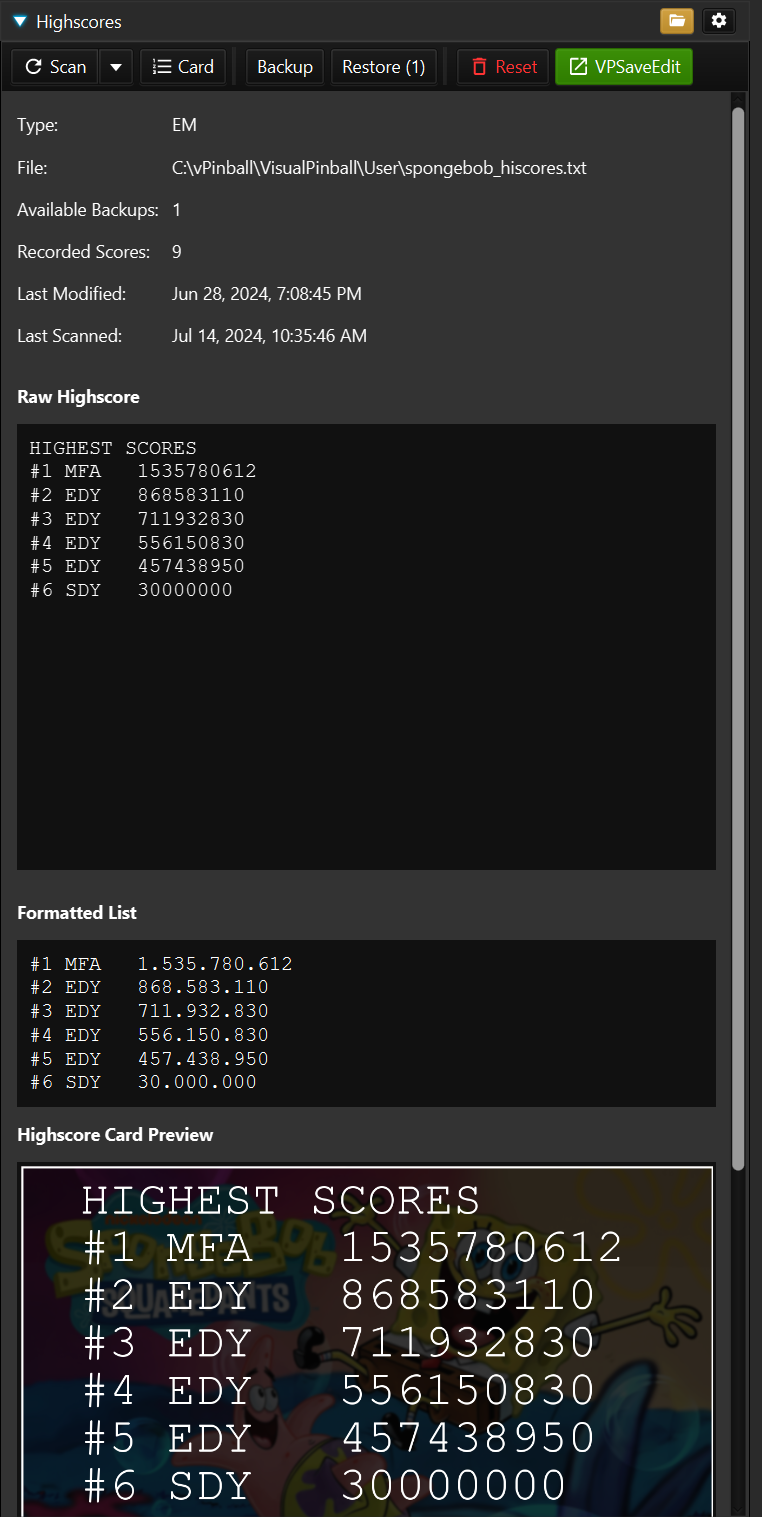 Highscores
Scan Card Backup Restore (1) Reset VPSaveEdit
Type: EM
File: C:\vPinball\VisualPinball\User\spongebob_hiscores.txt
Available Backups: 1
Recorded Scores: 9
Last Modified: Jun 28, 2024, 7:08:45 PM
Last Scanned: Jul 14, 2024, 10:35:46 AM
Raw Highscore
HIGHEST SCORES
#1 MFA 1535780612
#2 EDY 868583110
#3 EDY 711932830
#4 EDY 556150830
#5 EDY 457438950
#6 SDY 30000000
Formatted List
#1 MFA 1.535.780.612
#2 EDY 868.583.110
#3 EDY 711.932.830
#4 EDY 556.150.830
#5 EDY 457.438.950
#6 SDY 30.000.000
Highscore Card Preview
HIGHEST SCORES
#1 MFA 1535780612
#2 EDY 868583110
#3 EDY 711932830
#4 EDY 556150830
#5 EDY 457438950
#6 SDY 30000000